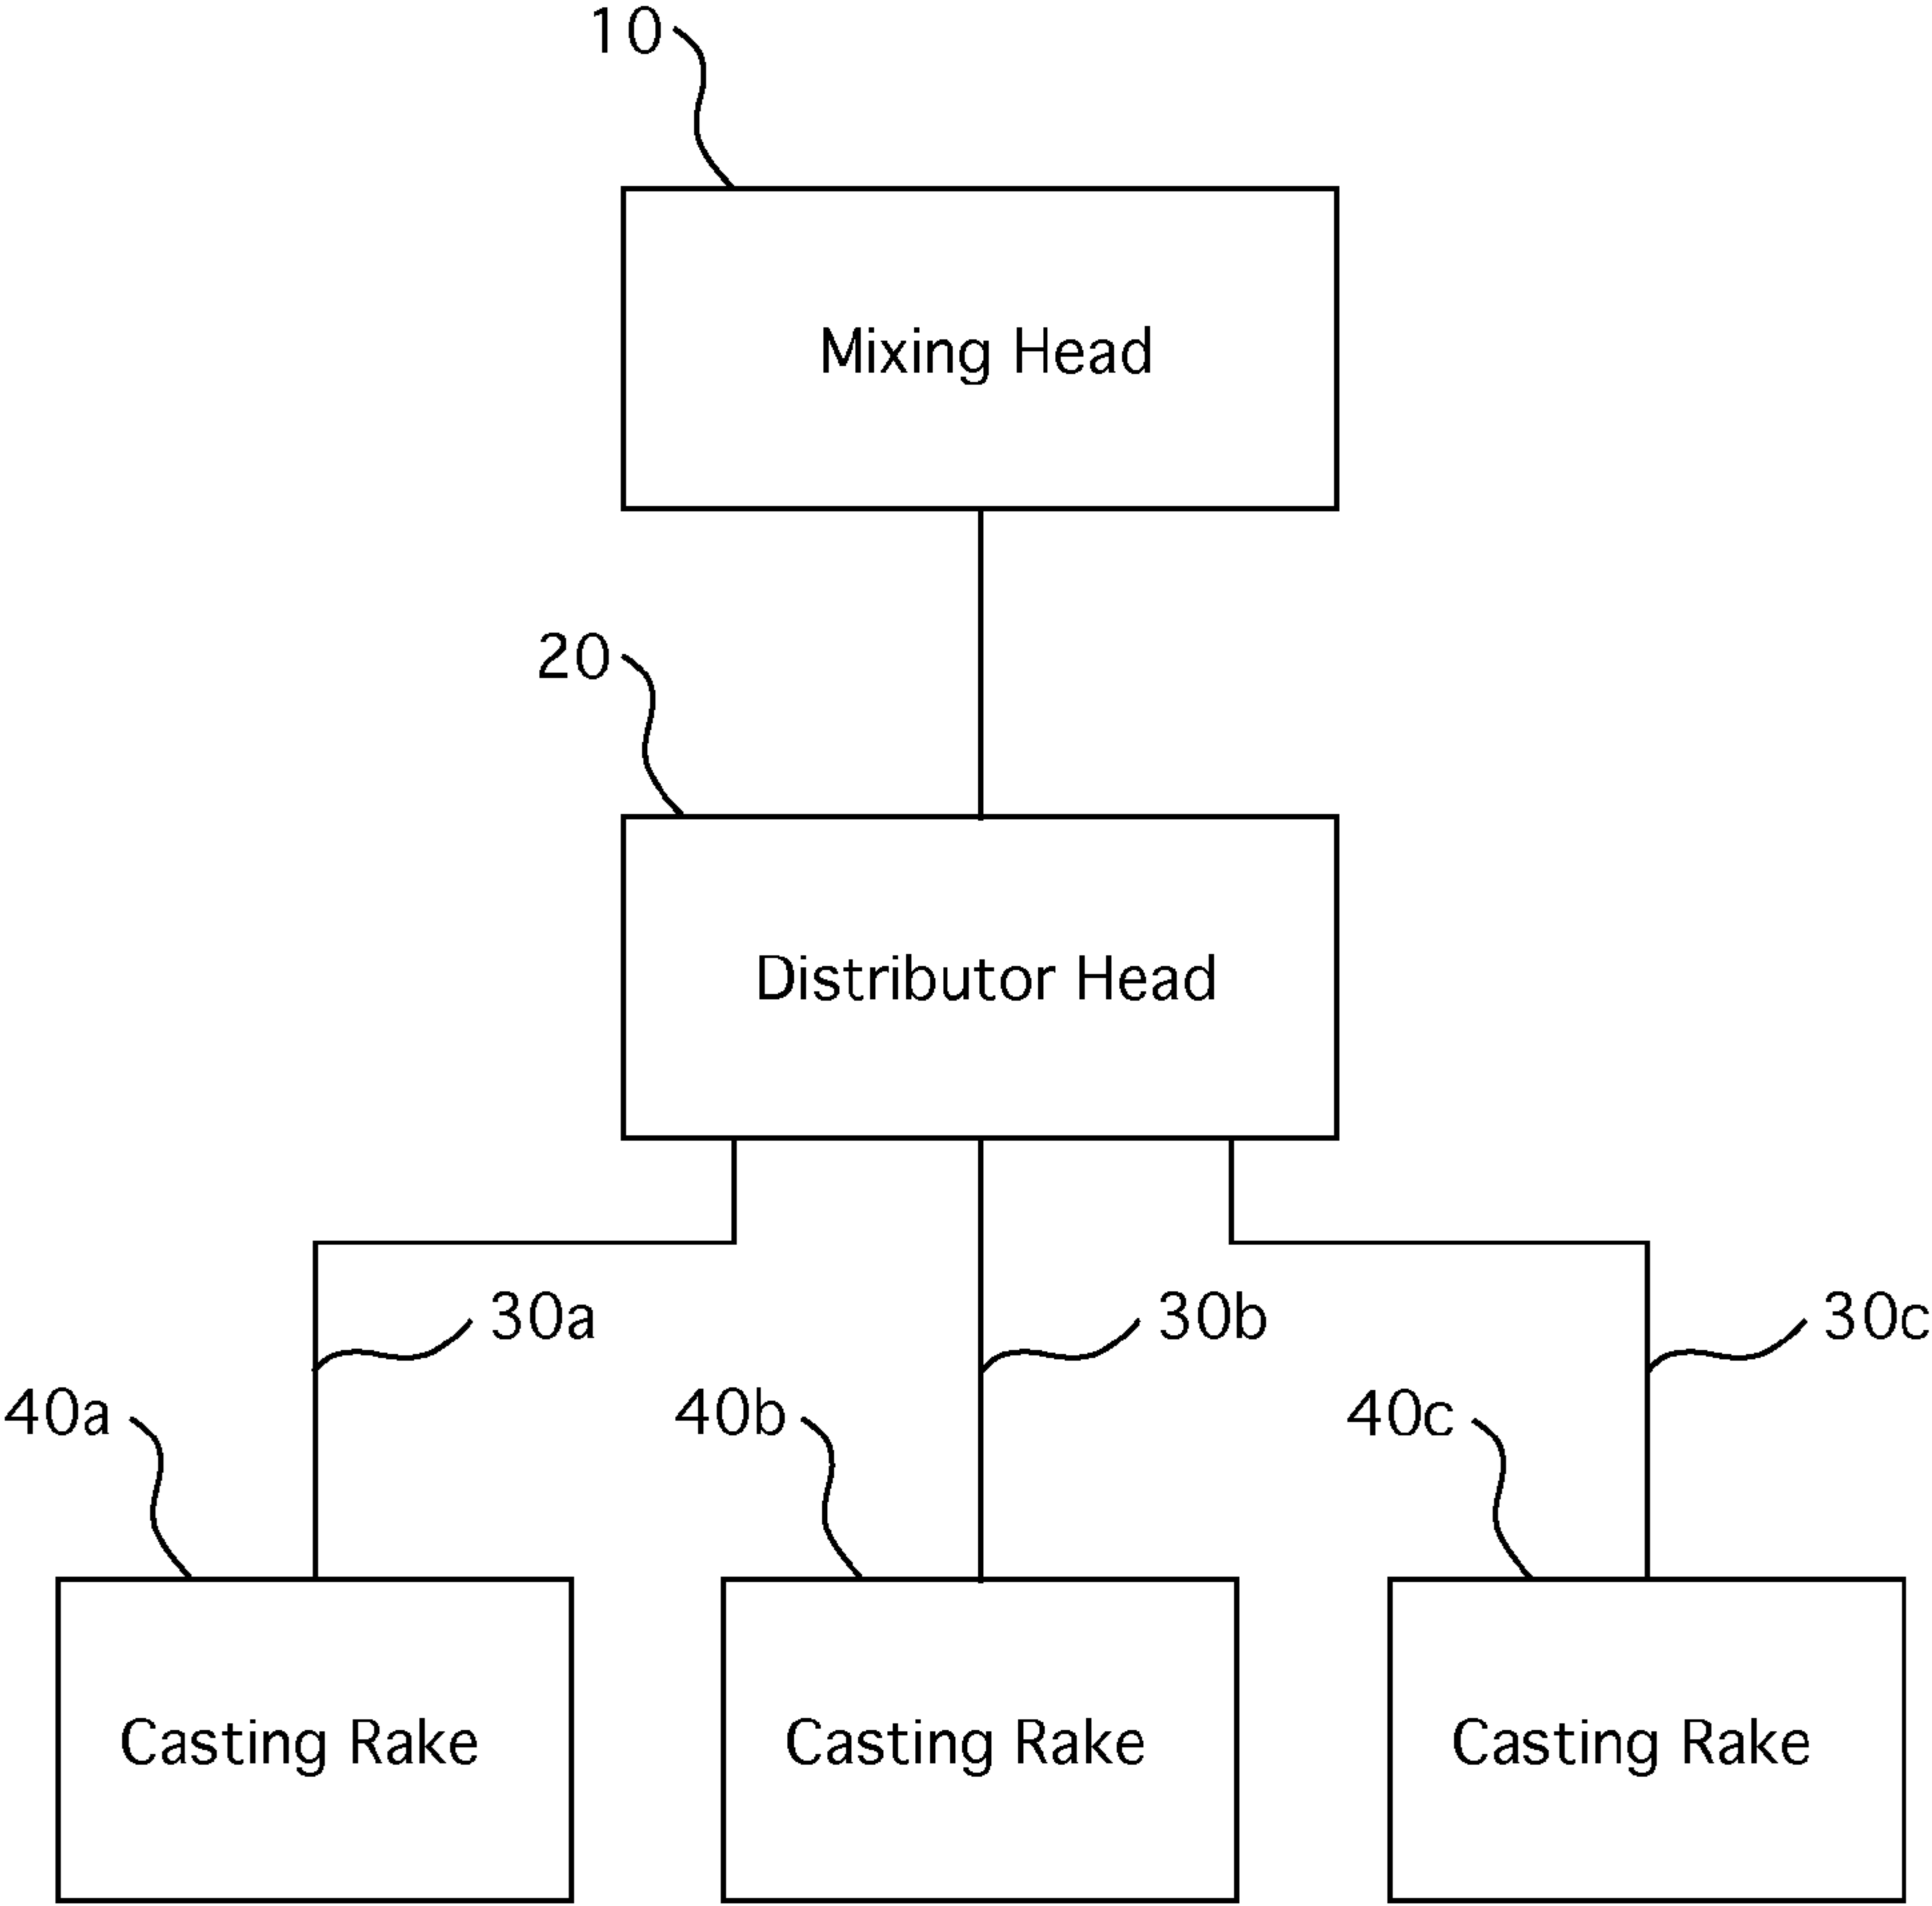 10
Mixing Head
20
Distributor Head
30a
30b
30c
40a
40b
40c
Casting Rake
Casting Rake
Casting Rake